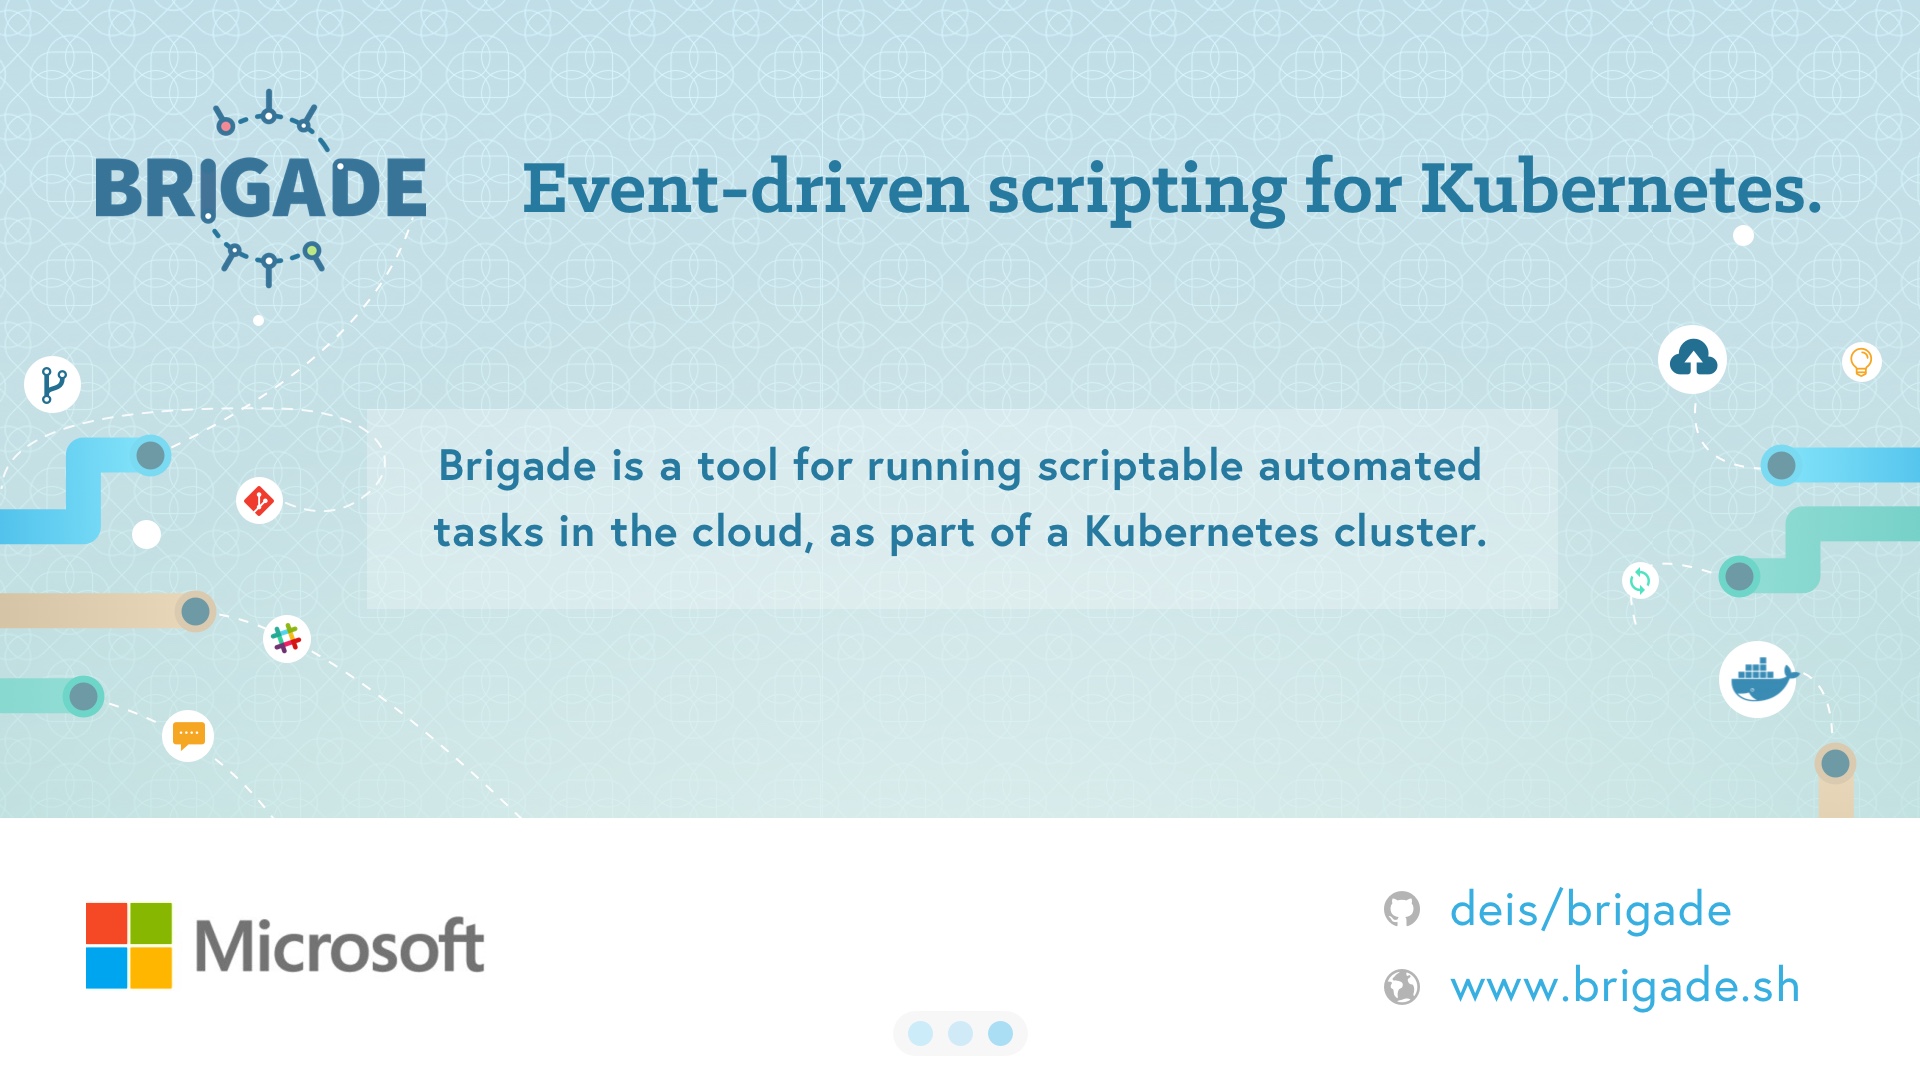 BRIGADE
Event-driven scripting for Kubernetes.
Brigade is a tool for running scriptable automated
tasks in the cloud, as part of a Kubernetes cluster.
Microsoft
deis/brigade
www.brigade.sh